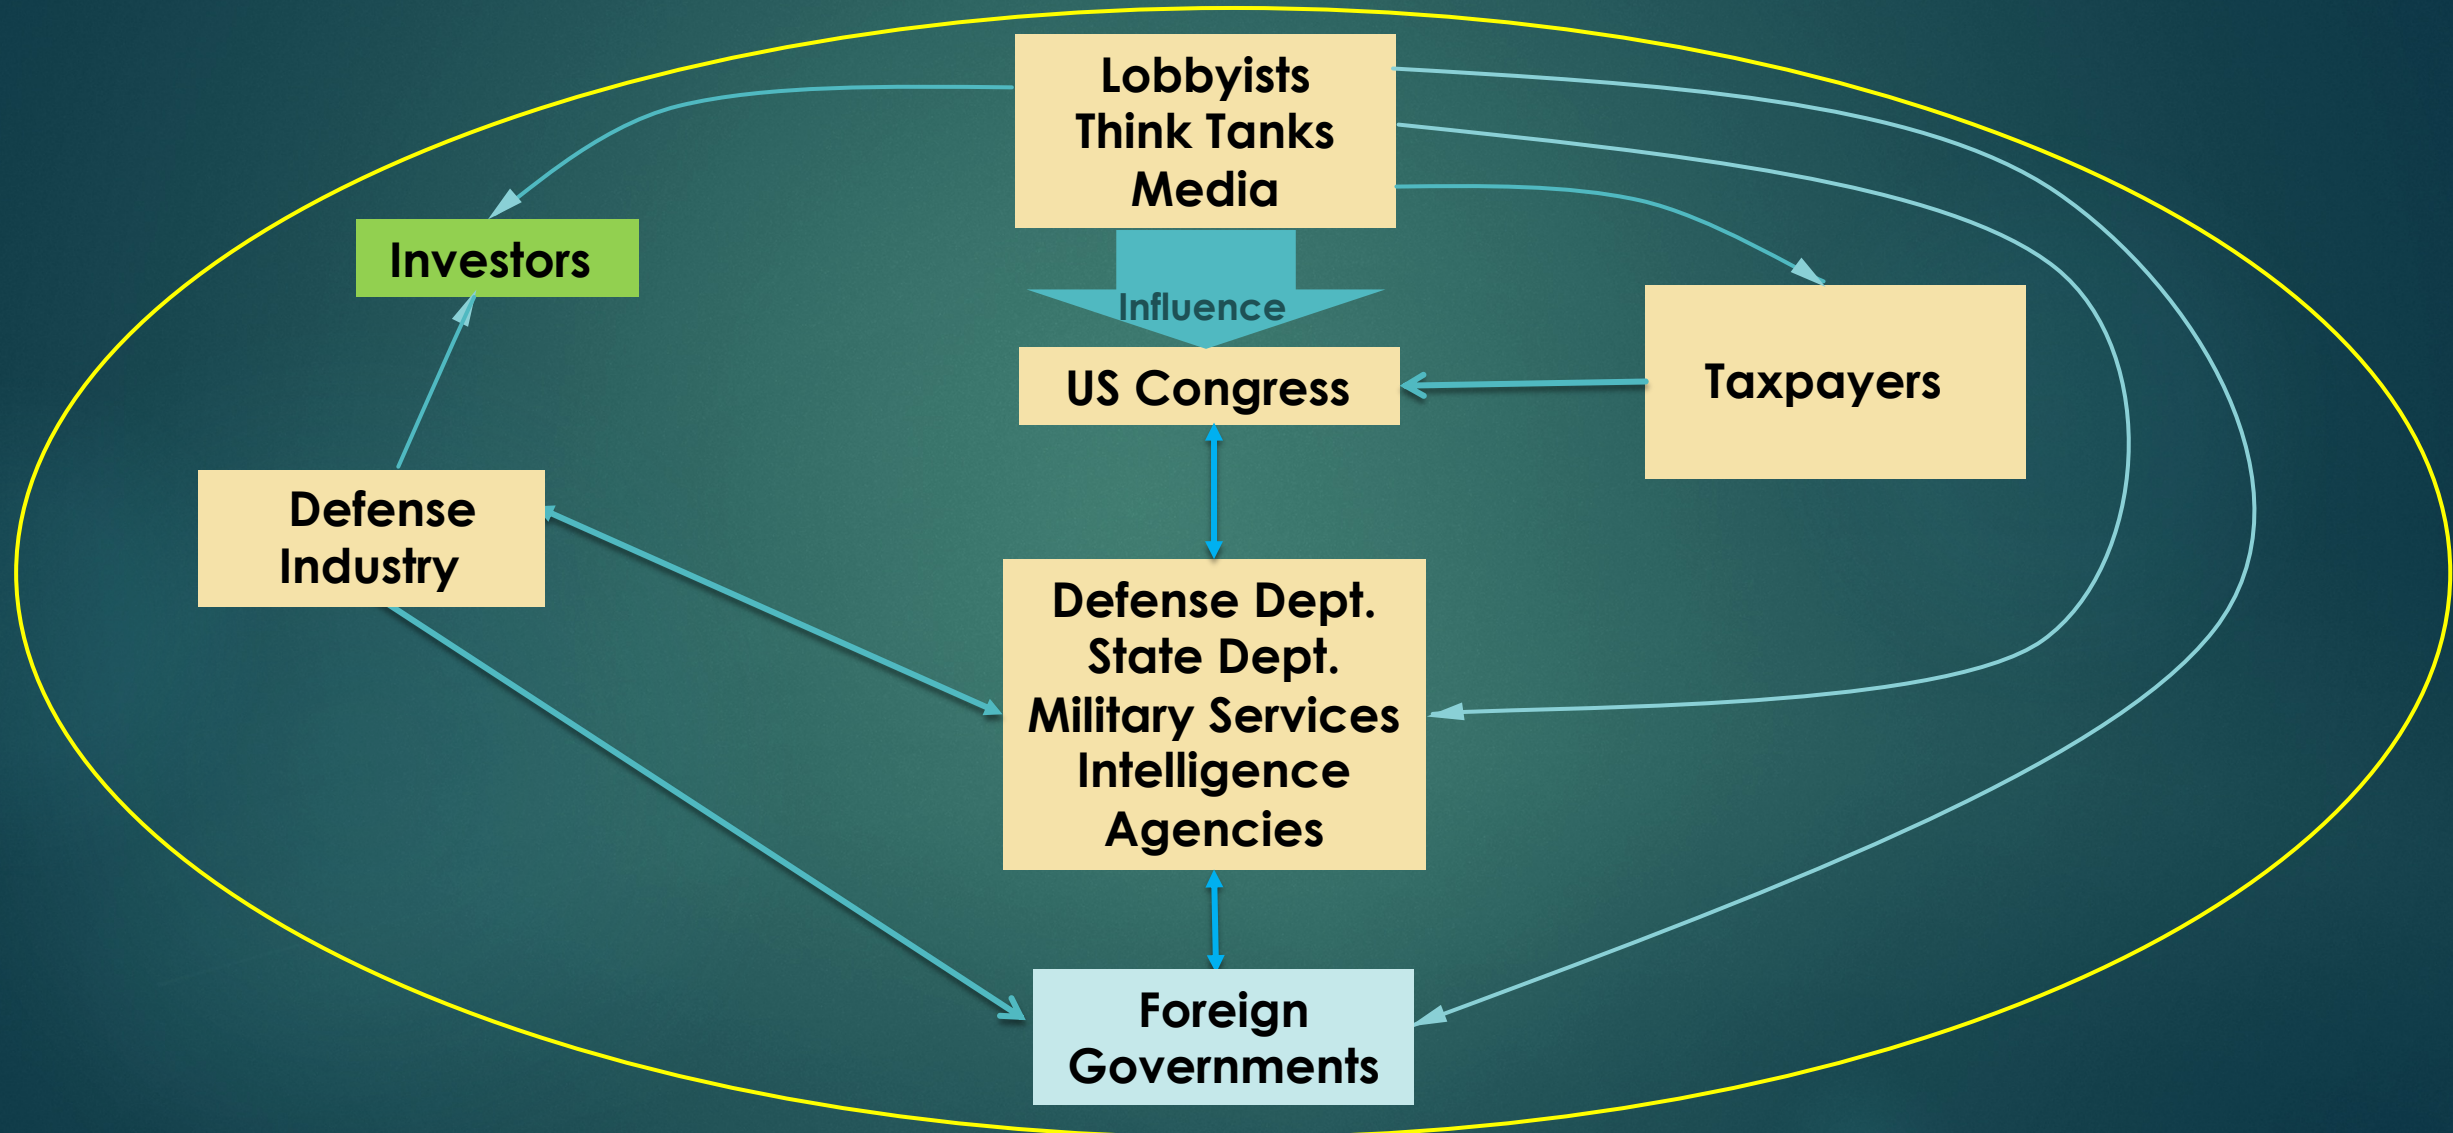 Lobbyists
Think Tanks
Media
Investors
Influence
US Congress
Taxpayers
Defense
Industry
Defense Dept.
State Dept.
Military Services
Intelligence
Agencies
Foreign
Governments